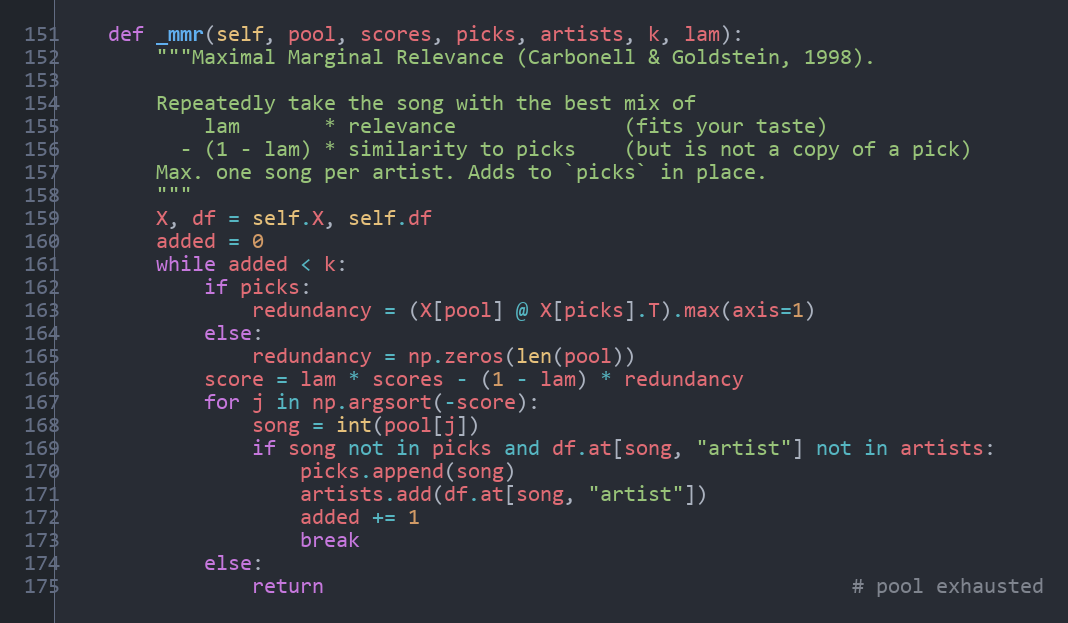 151    def _mmr(self, pool, scores, picks, artists, k, lam):
152        """Maximal Marginal Relevance (Carbonell & Goldstein, 1998).
153
154        Repeatedly take the song with the best mix of
155            lam       * relevance              (fits your taste)
156          - (1 - lam) * similarity to picks    (but is not a copy of a pick)
157        Max. one song per artist. Adds to `picks` in place.
158        """
159        X, df = self.X, self.df
160        added = 0
161        while added < k:
162            if picks:
163                redundancy = (X[pool] @ X[picks].T).max(axis=1)
164            else:
165                redundancy = np.zeros(len(pool))
166            score = lam * scores - (1 - lam) * redundancy
167            for j in np.argsort(-score):
168                song = int(pool[j])
169                if song not in picks and df.at[song, "artist"] not in artists:
170                    picks.append(song)
171                    artists.add(df.at[song, "artist"])
172                    added += 1
173                    break
174            else:
175                return                                            # pool exhausted